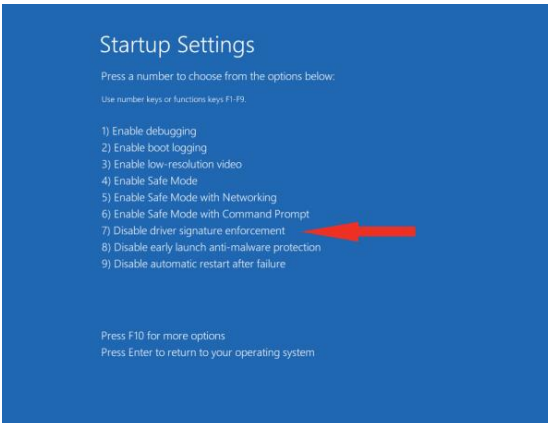 Startup Settings
Press a number to choose from the options below:
Use number keys or functions keys F1-F9.
1) Enable debugging
2) Enable boot logging
3) Enable low-resolution video
4) Enable Safe Mode
5) Enable Safe Mode with Networking
6) Enable Safe Mode with Command Prompt
7) Disable driver signature enforcement
8) Disable early launch anti-malware protection
9) Disable automatic restart after failure
Press F10 for more options
Press Enter to return to your operating system